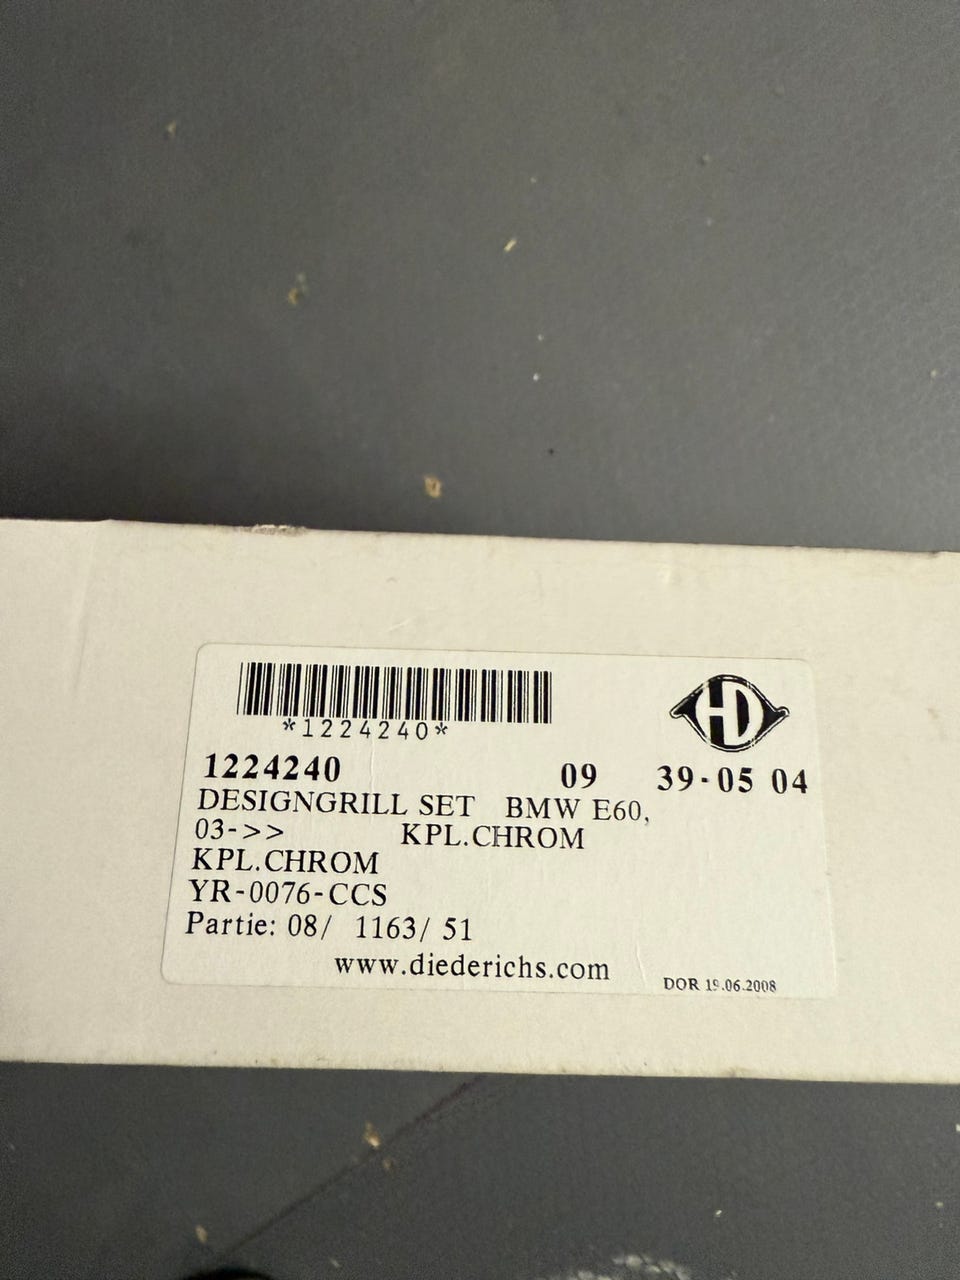 *1224240*
HD
1224240 09 39-05 04
DESIGNGRILL SET BMW E60,
03->> KPL.CHROM
KPL.CHROM
YR-0076-CCS
Partie: 08/ 1163/ 51
www.diederichs.com
DOR 19.06.2008